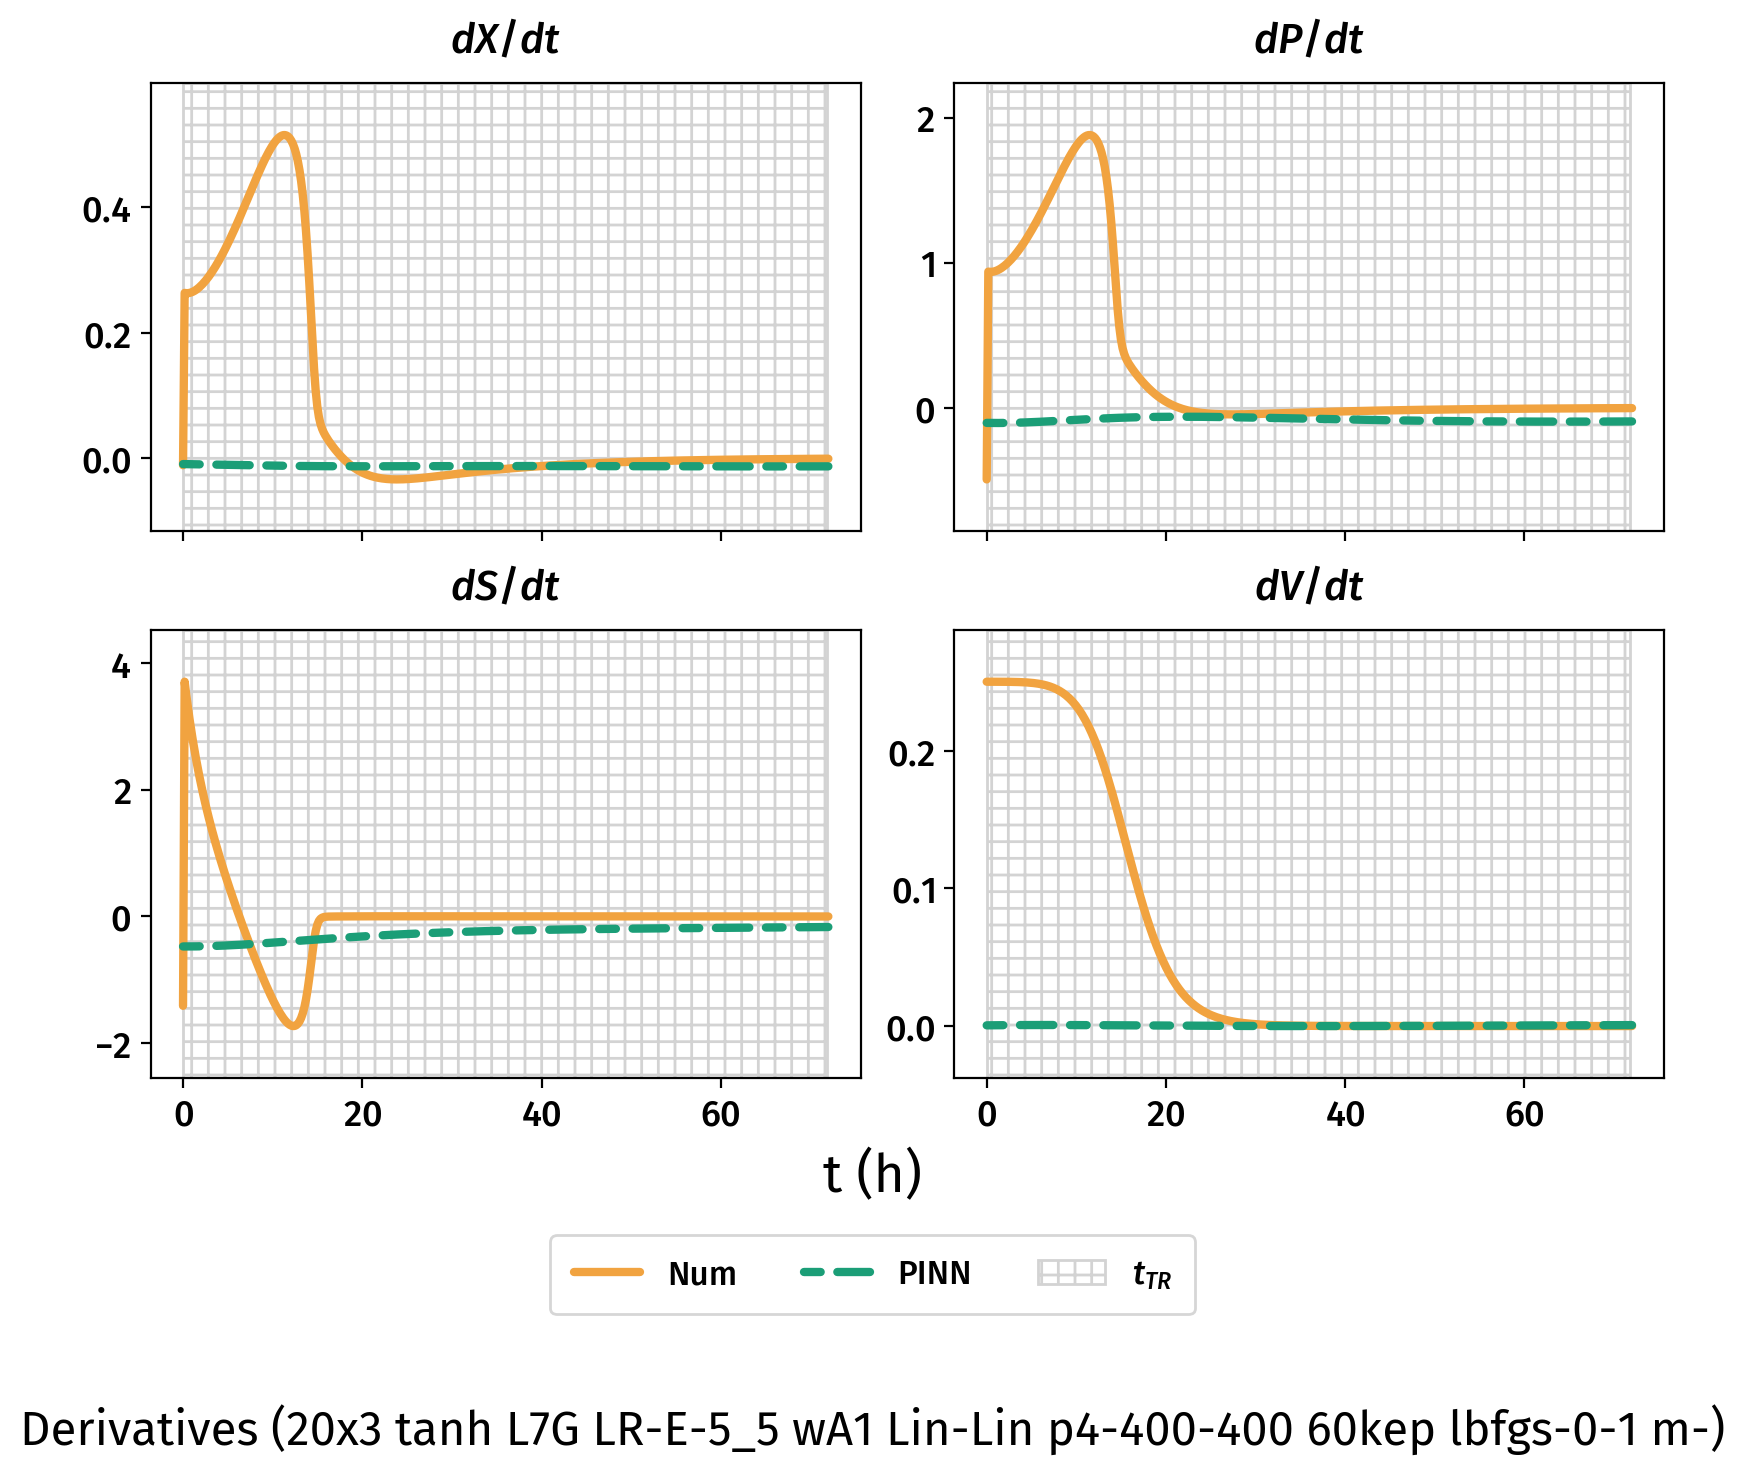 dX/dt
dP/dt
0.4
0.2
0.0
2
1
0
dS/dt
dV/dt
4
2
0
−2
0.2
0.1
0.0
0 20 40 60
0 20 40 60
t (h)
Num PINN tTR
Derivatives (20x3 tanh L7G LR-E-5_5 wA1 Lin-Lin p4-400-400 60kep lbfgs-0-1 m-)